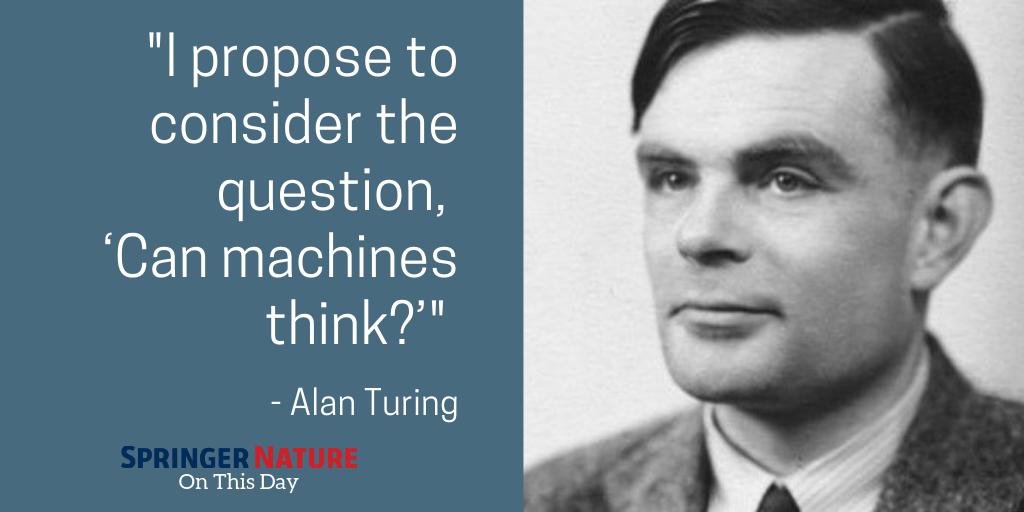 "I propose to
consider the
question,
‘Can machines
think?’"
- Alan Turing
SPRINGER NATURE
On This Day